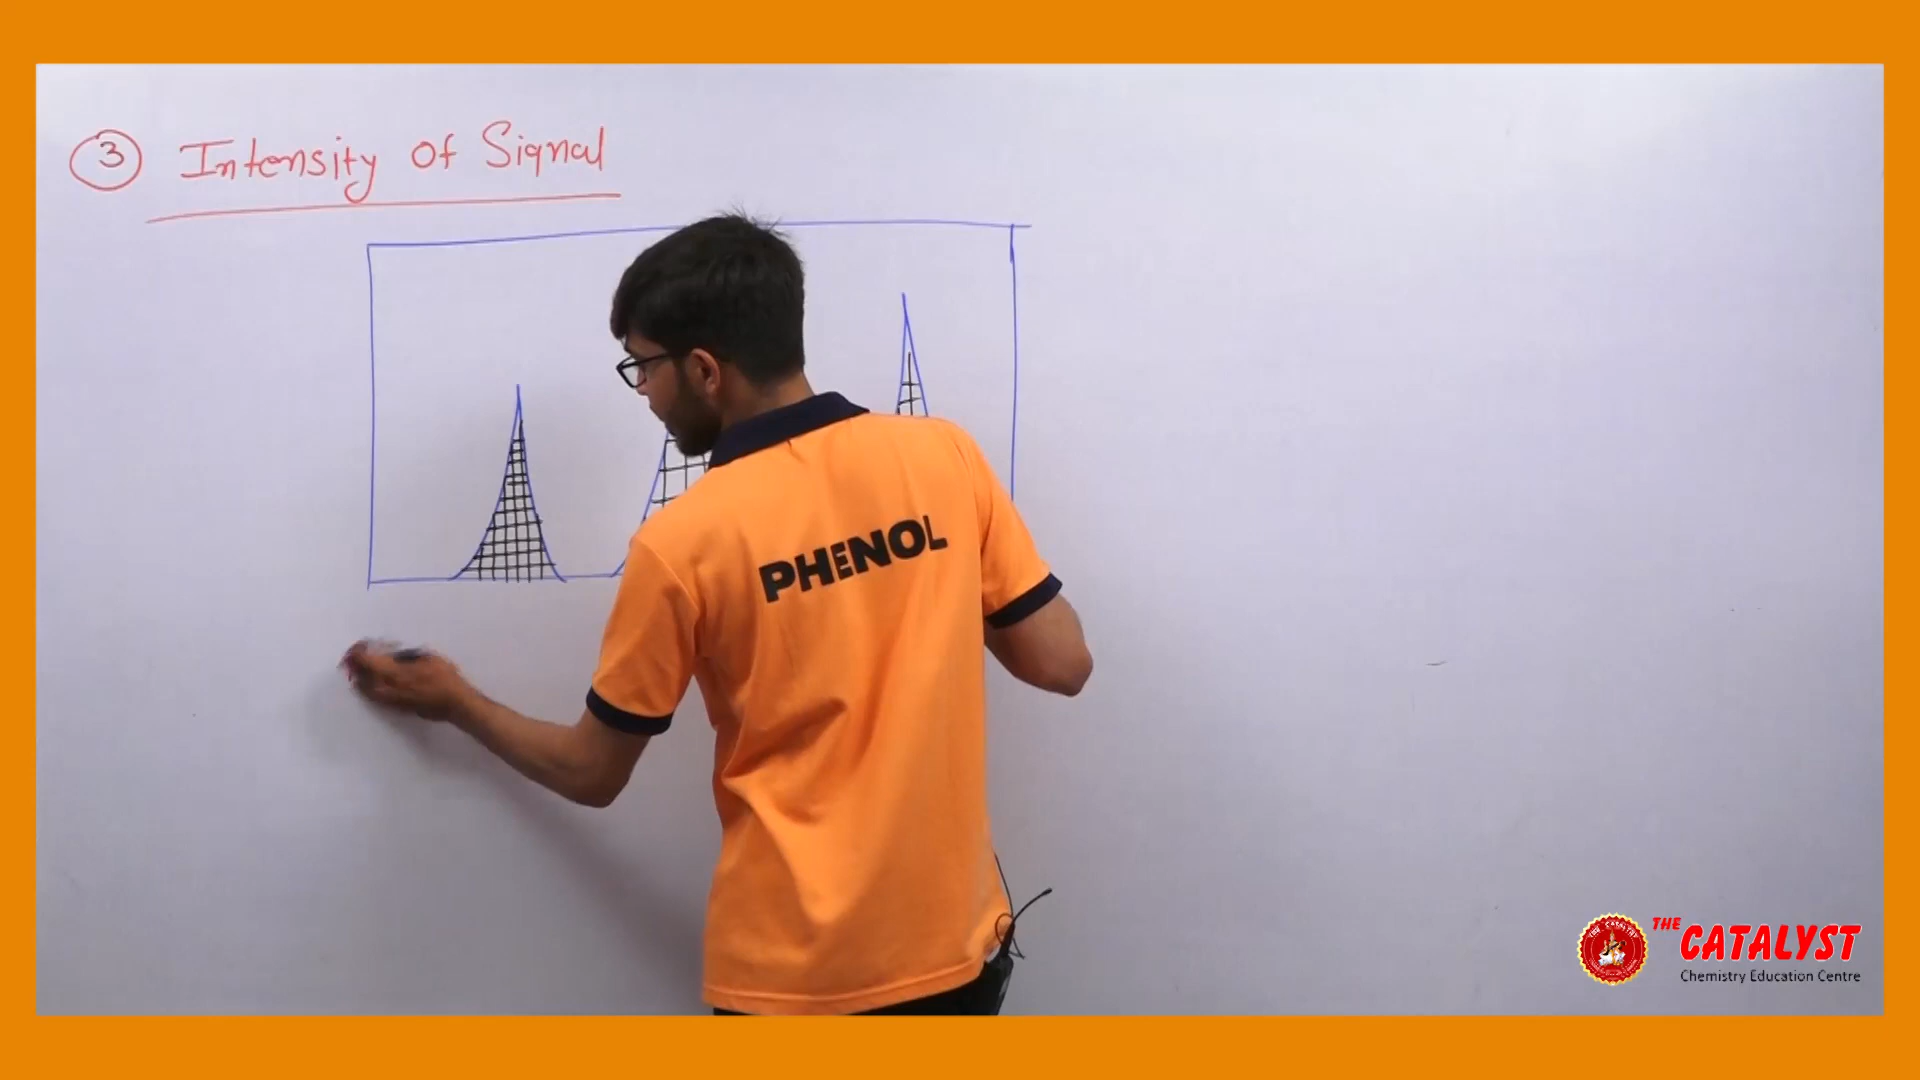 3 Intensity Of Signal
PHENOL
THE CATALYST
Chemistry Education Centre